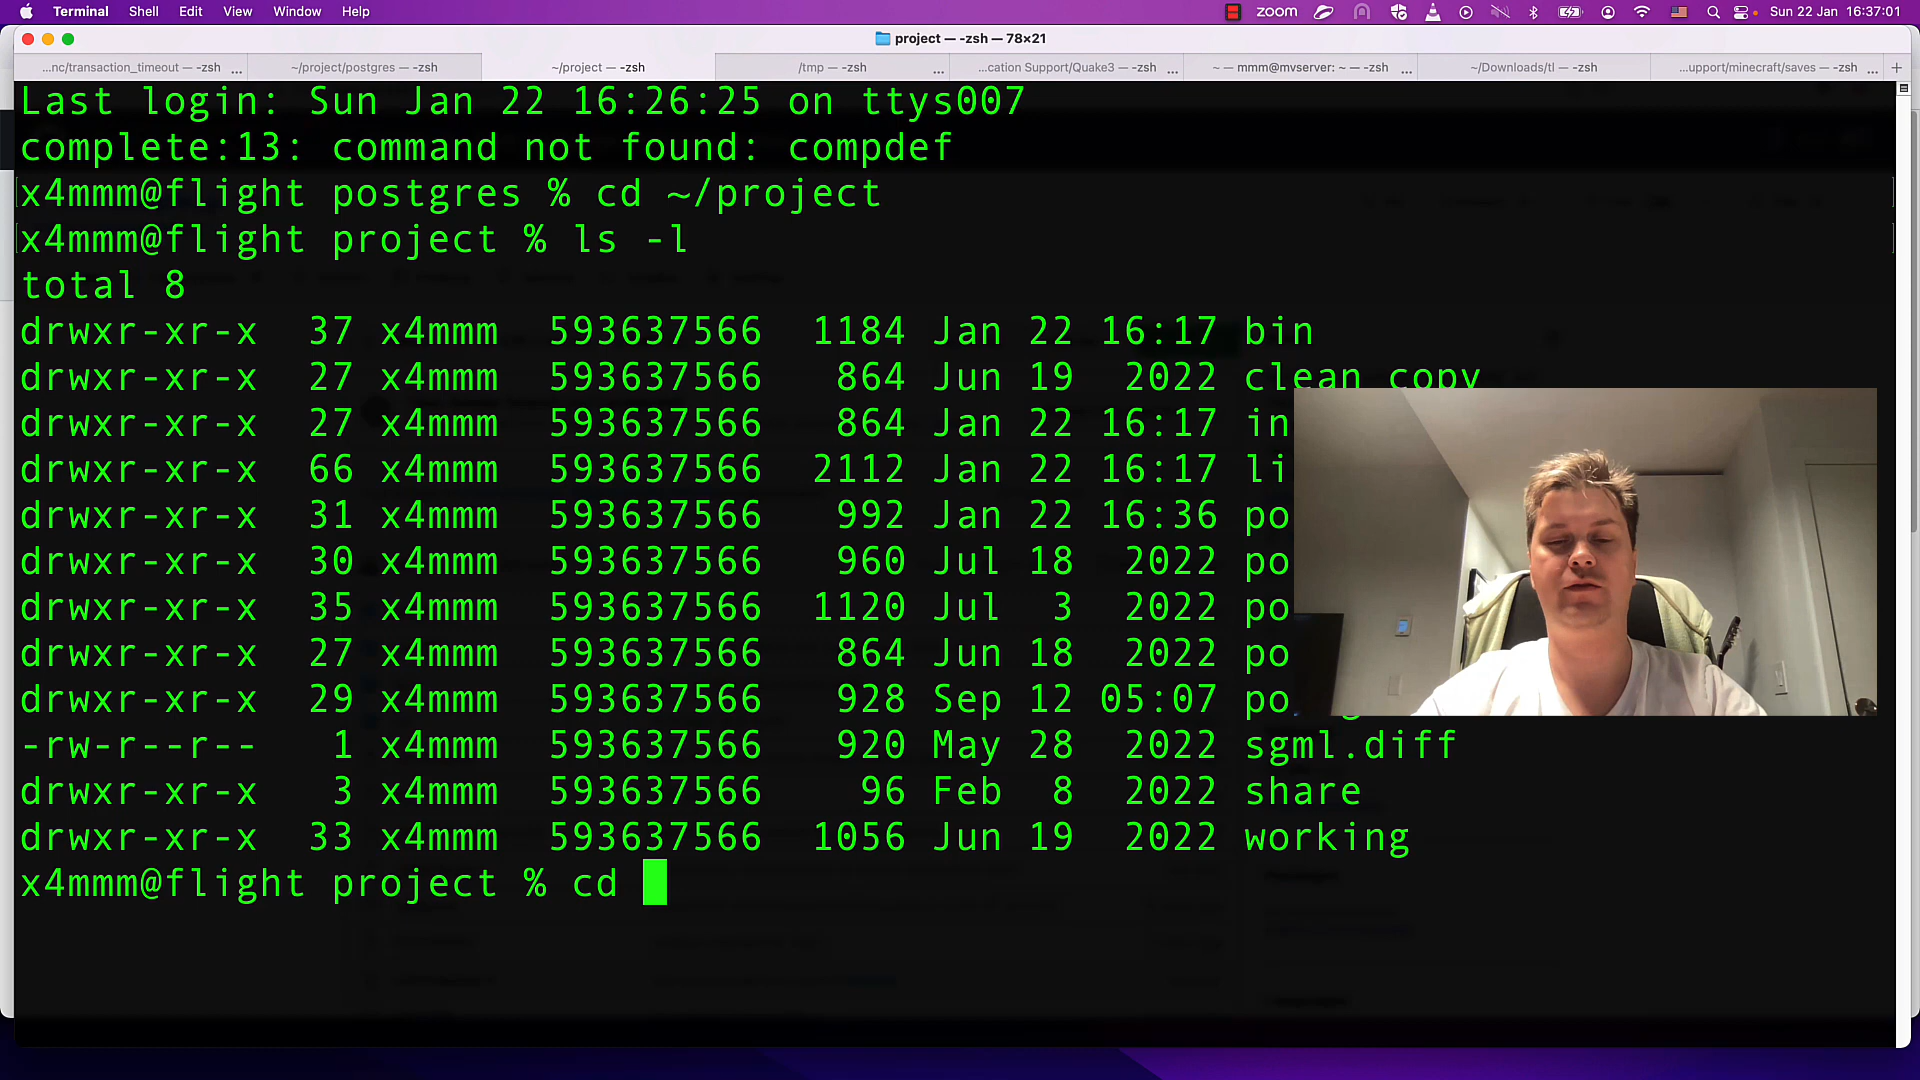 Terminal Shell Edit View Window Help zoom Sun 22 Jan 16:37:01
project — -zsh — 78×21
...nc/transaction_timeout — -zsh ... ~/project/postgres — -zsh ~/project — -zsh /tmp — -zsh ... ...cation Support/Quake3 — -zsh ... ~ — mmm@mvserver: ~ — -zsh ... ~/Downloads/tl — -zsh ...upport/minecraft/saves — -zsh ... +
Last login: Sun Jan 22 16:26:25 on ttys007
complete:13: command not found: compdef
x4mmm@flight postgres % cd ~/project
x4mmm@flight project % ls -l
total 8
drwxr-xr-x 37 x4mmm 593637566 1184 Jan 22 16:17 bin
drwxr-xr-x 27 x4mmm 593637566 864 Jun 19 2022 clean_copy
drwxr-xr-x 27 x4mmm 593637566 864 Jan 22 16:17 in
drwxr-xr-x 66 x4mmm 593637566 2112 Jan 22 16:17 li
drwxr-xr-x 31 x4mmm 593637566 992 Jan 22 16:36 po
drwxr-xr-x 30 x4mmm 593637566 960 Jul 18 2022 po
drwxr-xr-x 35 x4mmm 593637566 1120 Jul 3 2022 po
drwxr-xr-x 27 x4mmm 593637566 864 Jun 18 2022 po
drwxr-xr-x 29 x4mmm 593637566 928 Sep 12 05:07 po
-rw-r--r-- 1 x4mmm 593637566 920 May 28 2022 sgml.diff
drwxr-xr-x 3 x4mmm 593637566 96 Feb 8 2022 share
drwxr-xr-x 33 x4mmm 593637566 1056 Jun 19 2022 working
x4mmm@flight project % cd